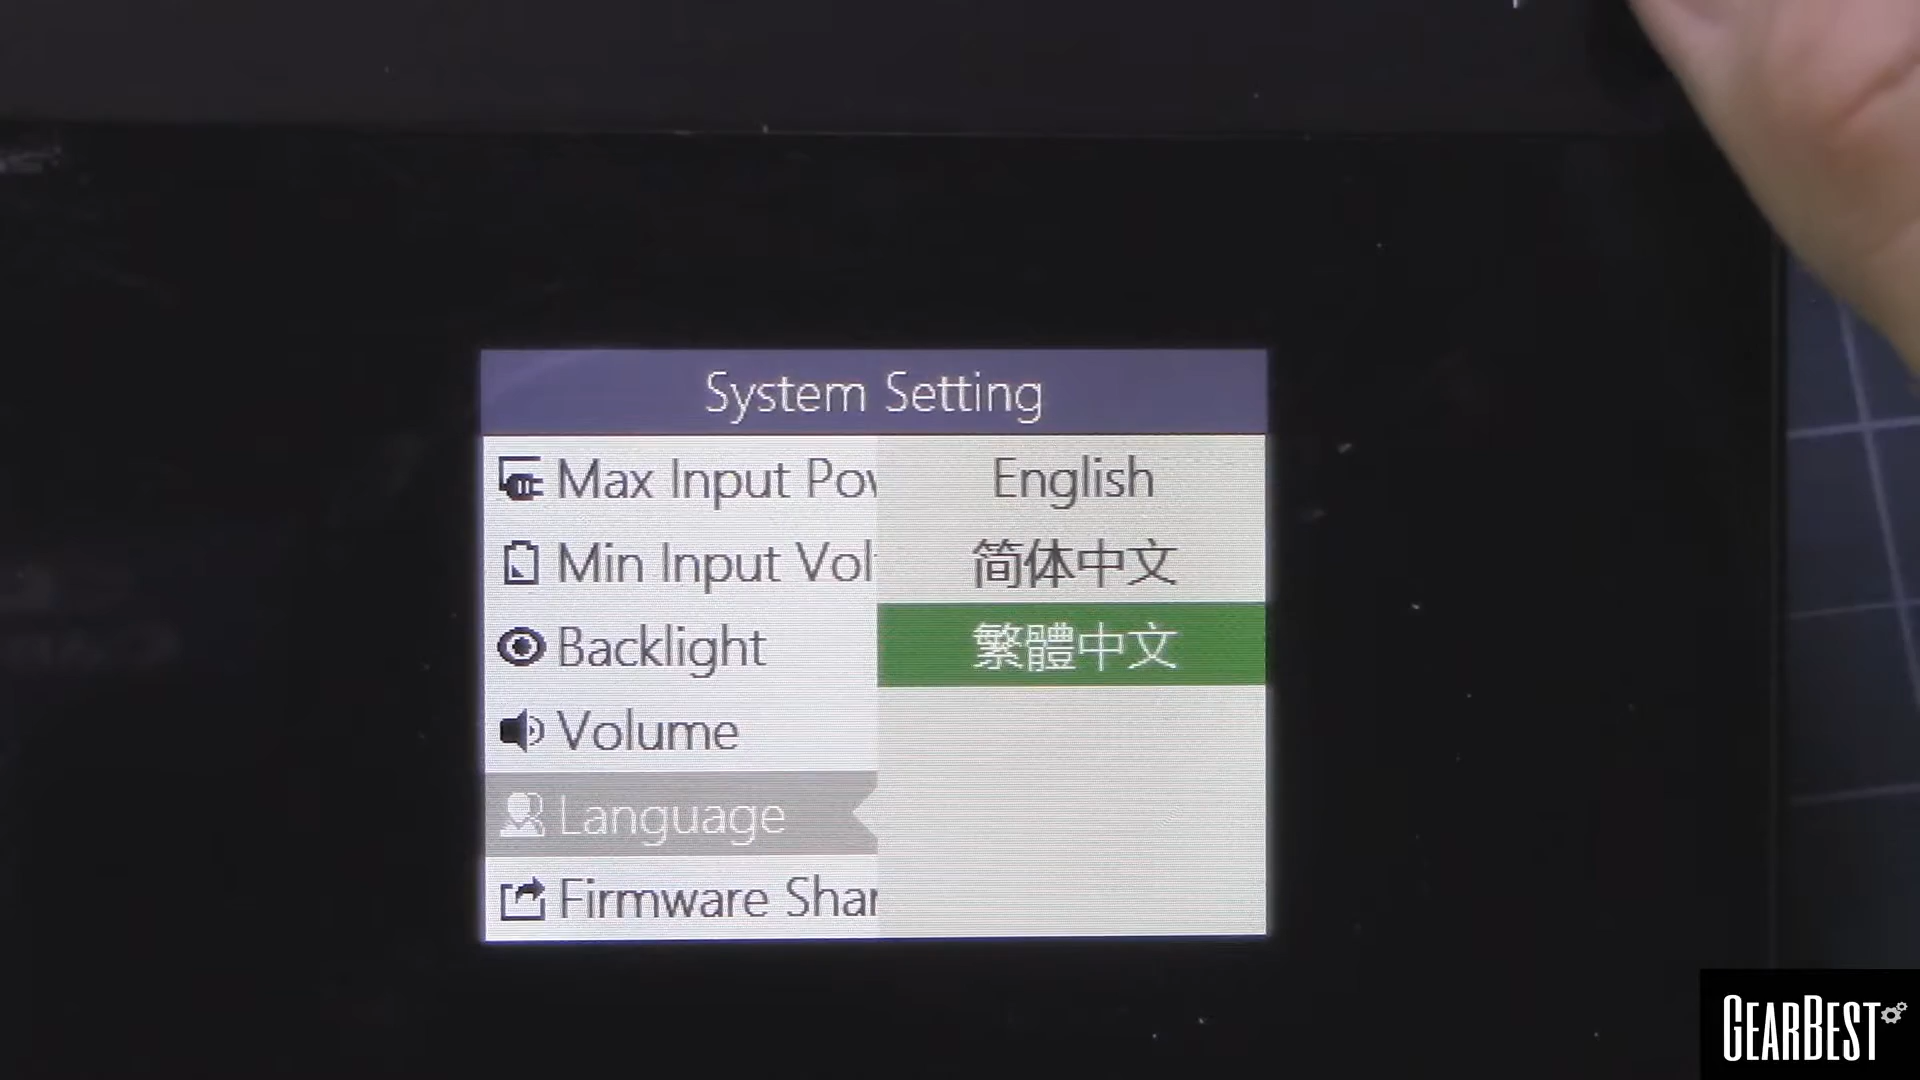 System Setting
Max Input Pow
Min Input Vol
Backlight
Volume
Language
Firmware Shar
English
简体中文
繁體中文
GEARBEST